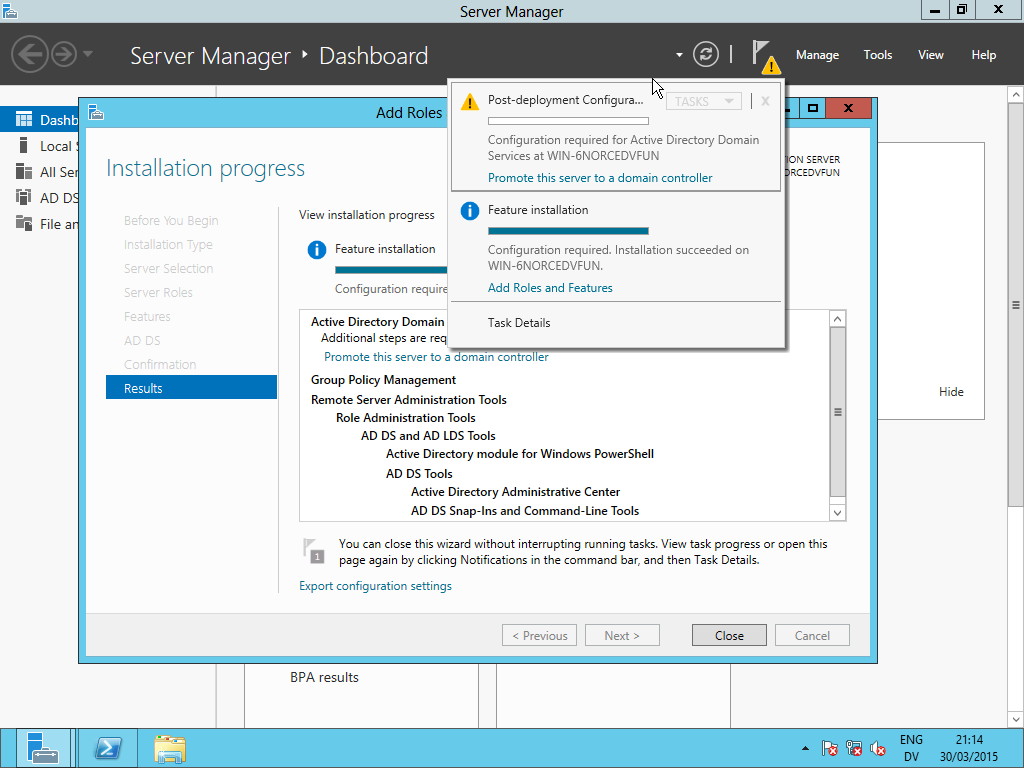 Server Manager
Server Manager
Dashboard
Manage
Tools
View
Help
Post-deployment Configura...
TASKS
x
Configuration required for Active Directory Domain
Services at WIN-6NORCEDVFUN
Promote this server to a domain controller
Feature installation
Configuration required. Installation succeeded on
WIN-6NORCEDVFUN.
Add Roles and Features
Task Details
Dashb
Local S
All Ser
AD DS
File an
Add Roles
Installation progress
ION SERVER
ORCEDVFUN
Before You Begin
Installation Type
Server Selection
Server Roles
Features
AD DS
Confirmation
Results
View installation progress
Feature installation
Configuration require
Active Directory Domain
Additional steps are req
Promote this server to a domain controller
Group Policy Management
Remote Server Administration Tools
Role Administration Tools
AD DS and AD LDS Tools
Active Directory module for Windows PowerShell
AD DS Tools
Active Directory Administrative Center
AD DS Snap-Ins and Command-Line Tools
1
You can close this wizard without interrupting running tasks. View task progress or open this
page again by clicking Notifications in the command bar, and then Task Details.
Export configuration settings
< Previous
Next >
Close
Cancel
Hide
BPA results
ENG
DV
21:14
30/03/2015